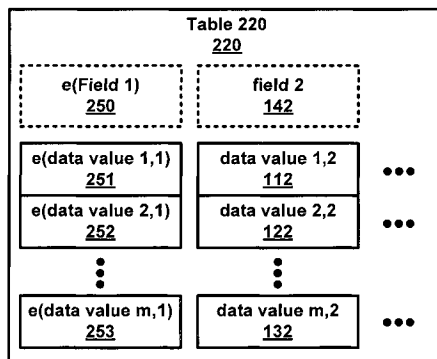 Table 220
220
e(Field 1) field 2
250 142
e(data value 1,1) data value 1,2
251 112
e(data value 2,1) data value 2,2
252 122
e(data value m,1) data value m,2
253 132